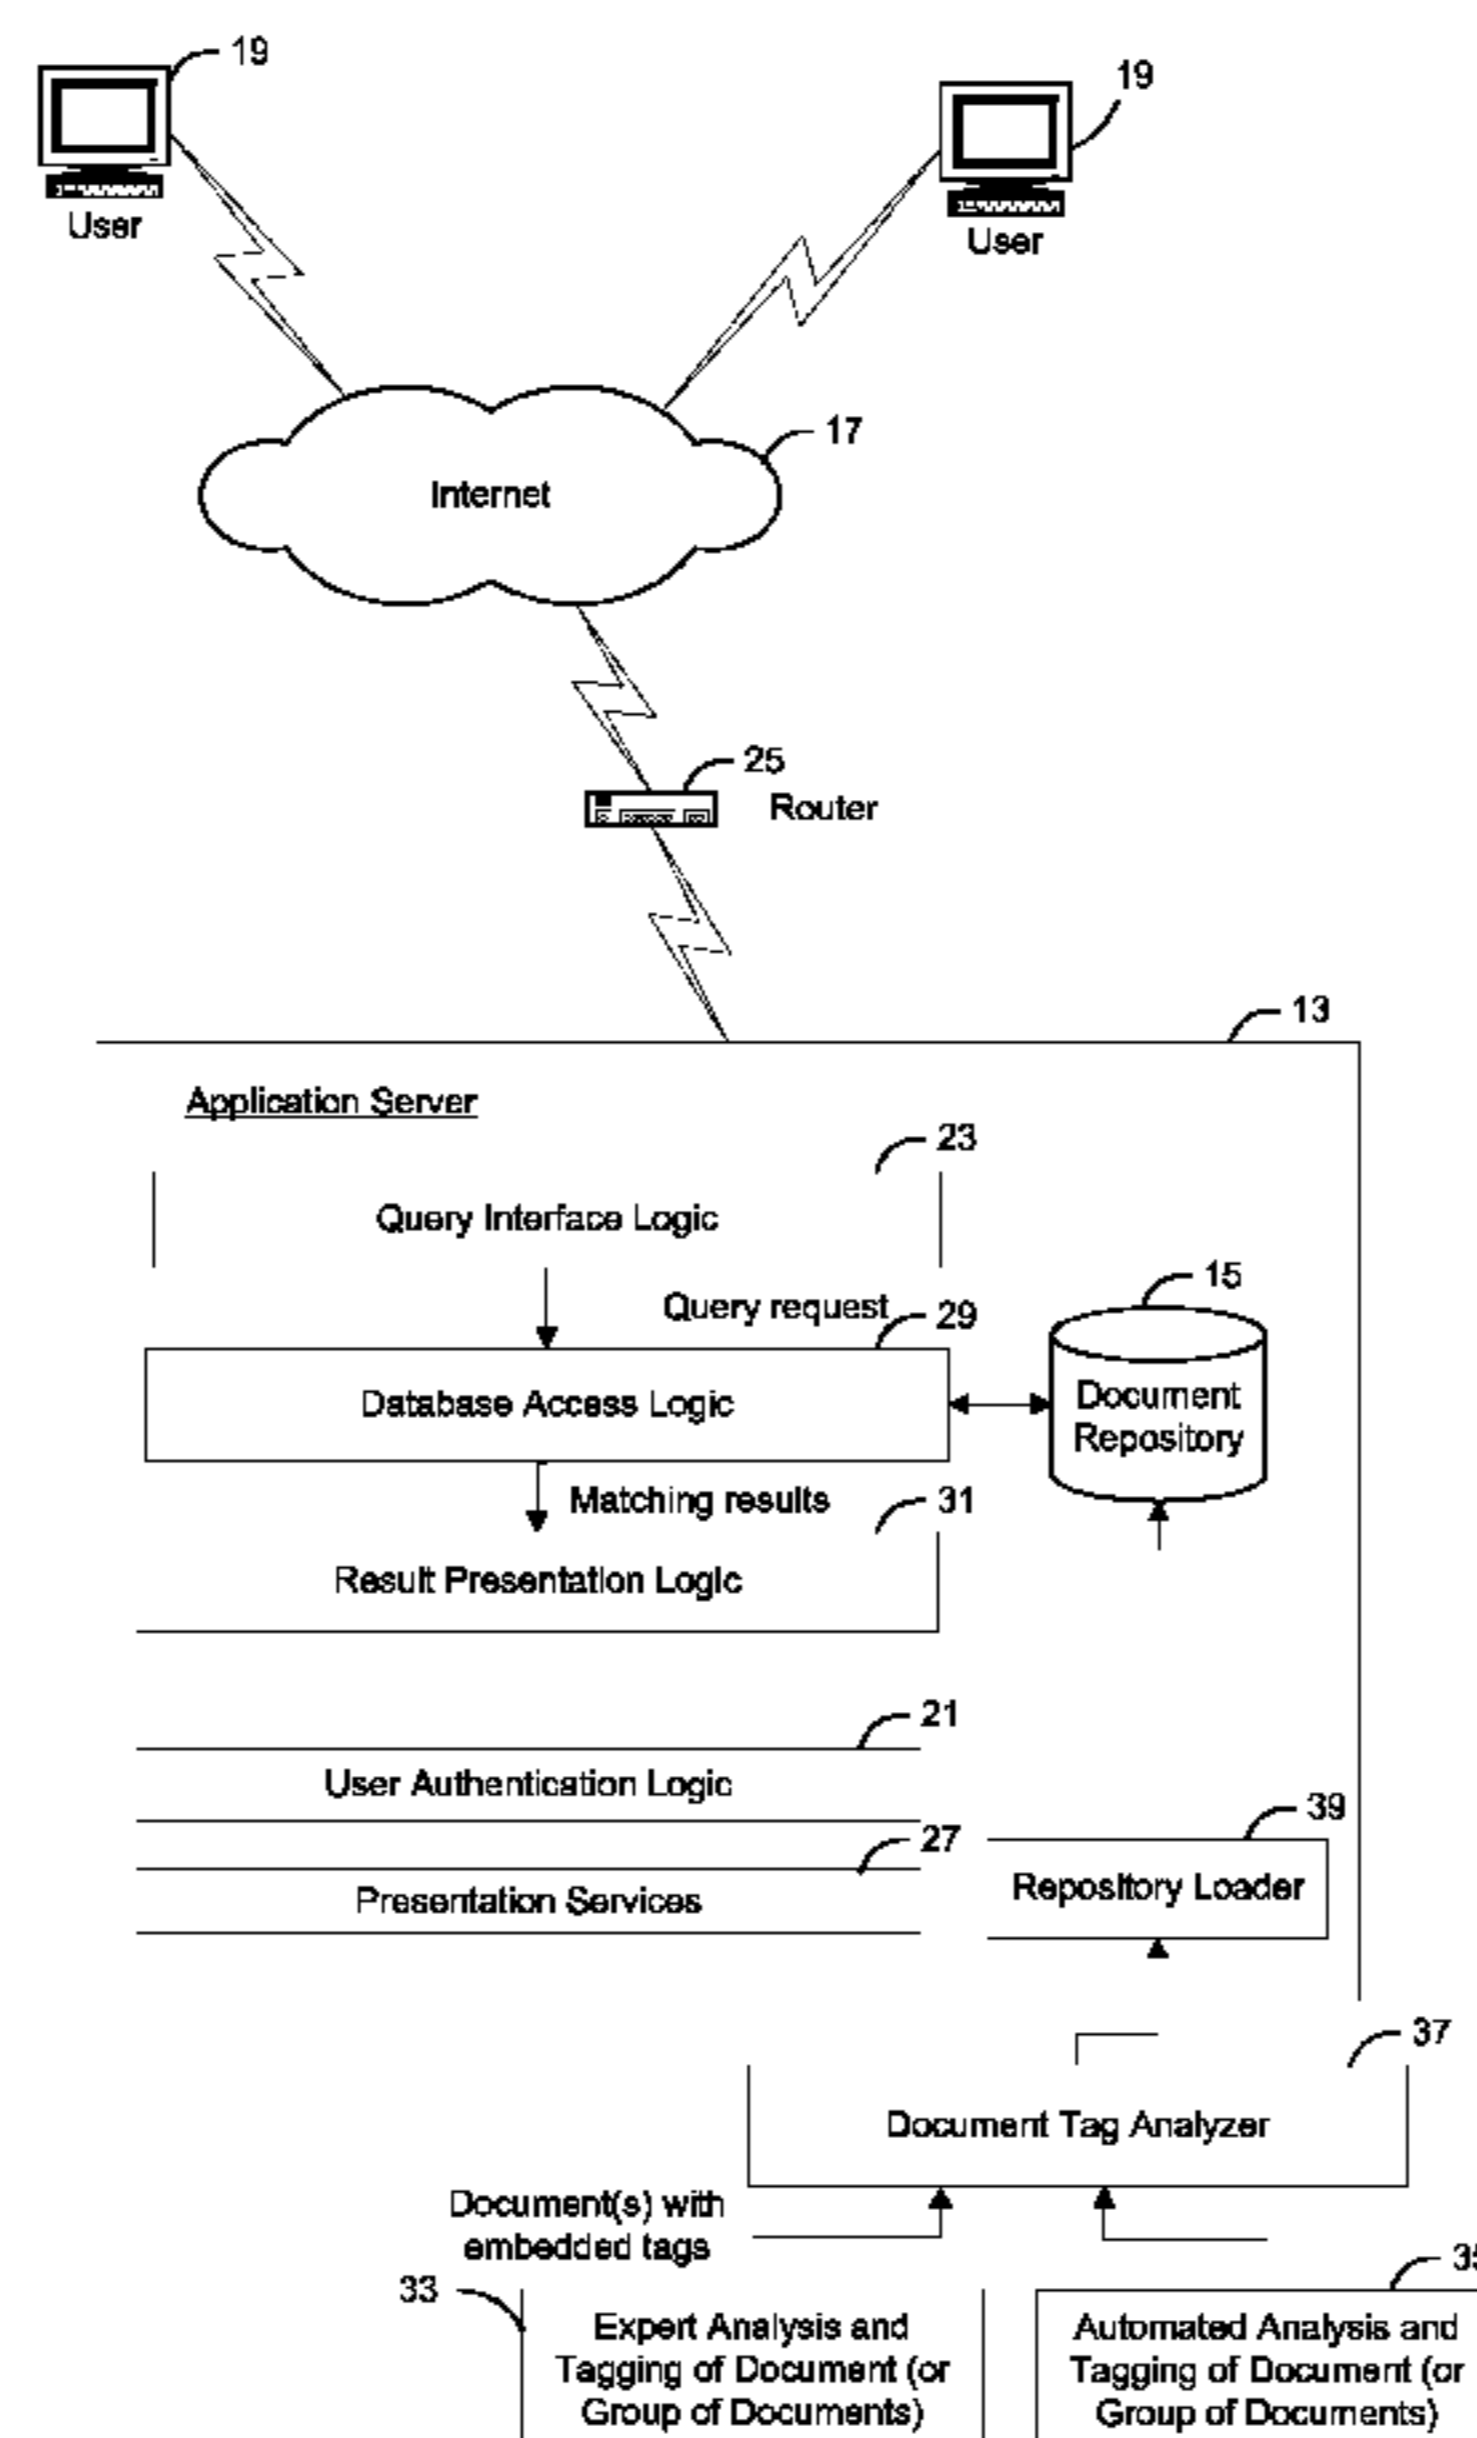 19
19
User
User
17
Internet
25
Router
13
Application Server
23
Query Interface Logic
15
Query request
29
Document
Repository
Database Access Logic
Matching results
31
Result Presentation Logic
21
User Authentication Logic
39
27
Repository Loader
Presentation Services
37
Document Tag Analyzer
Document(s) with
embedded tags
35
33
Expert Analysis and
Tagging of Document (or
Group of Documents)
Automated Analysis and
Tagging of Document (or
Group of Documents)